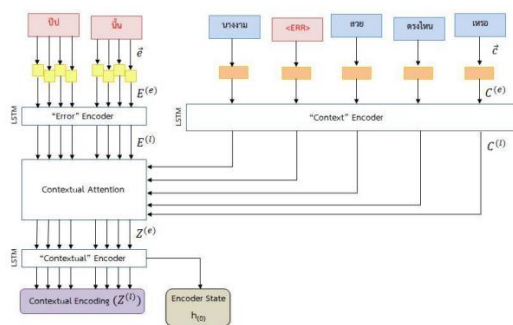 ปีป นั้น นางงาม <ERR> สวย ตรงไหน เหรอ
e⃗ c⃗
E^(e) C^(e)
LSTM "Error" Encoder LSTM "Context" Encoder
E^(l) C^(l)
Contextual Attention
Z^(e)
LSTM "Contextual" Encoder
Contextual Encoding (Z^(l)) Encoder State
h_(0)